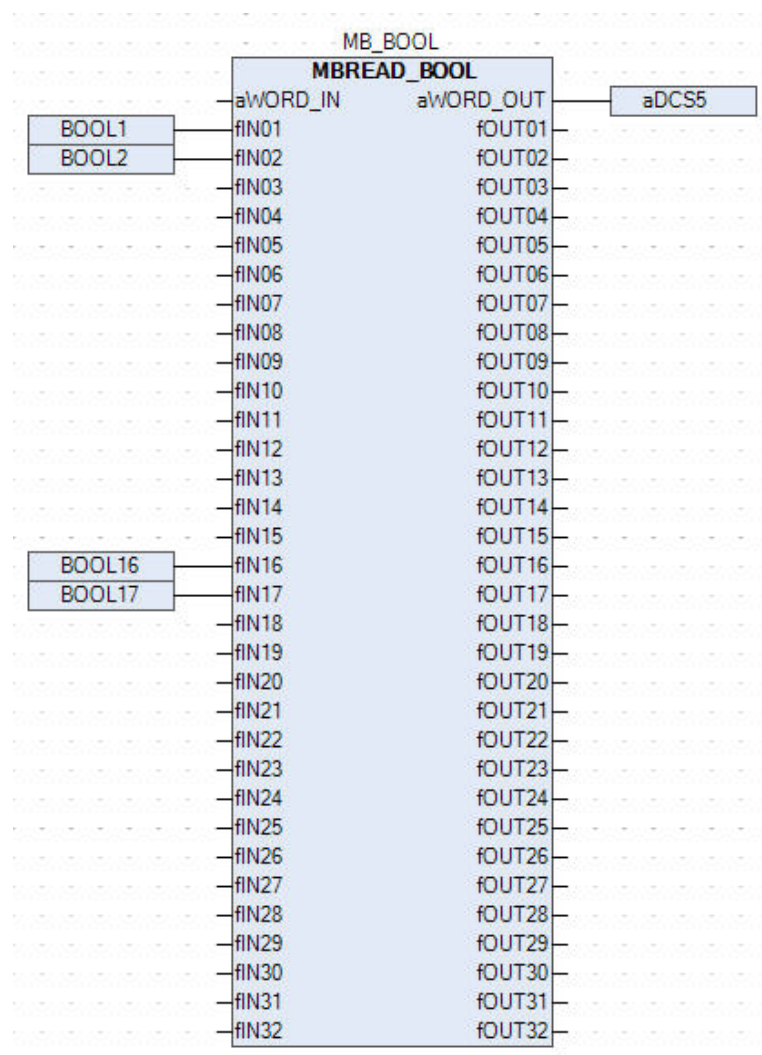 MB_BOOL
MBREAD_BOOL
aWORD_IN aWORD_OUT aDCS5
BOOL1 fIN01 fOUT01
BOOL2 fIN02 fOUT02
fIN03 fOUT03
fIN04 fOUT04
fIN05 fOUT05
fIN06 fOUT06
fIN07 fOUT07
fIN08 fOUT08
fIN09 fOUT09
fIN10 fOUT10
fIN11 fOUT11
fIN12 fOUT12
fIN13 fOUT13
fIN14 fOUT14
fIN15 fOUT15
BOOL16 fIN16 fOUT16
BOOL17 fIN17 fOUT17
fIN18 fOUT18
fIN19 fOUT19
fIN20 fOUT20
fIN21 fOUT21
fIN22 fOUT22
fIN23 fOUT23
fIN24 fOUT24
fIN25 fOUT25
fIN26 fOUT26
fIN27 fOUT27
fIN28 fOUT28
fIN29 fOUT29
fIN30 fOUT30
fIN31 fOUT31
fIN32 fOUT32